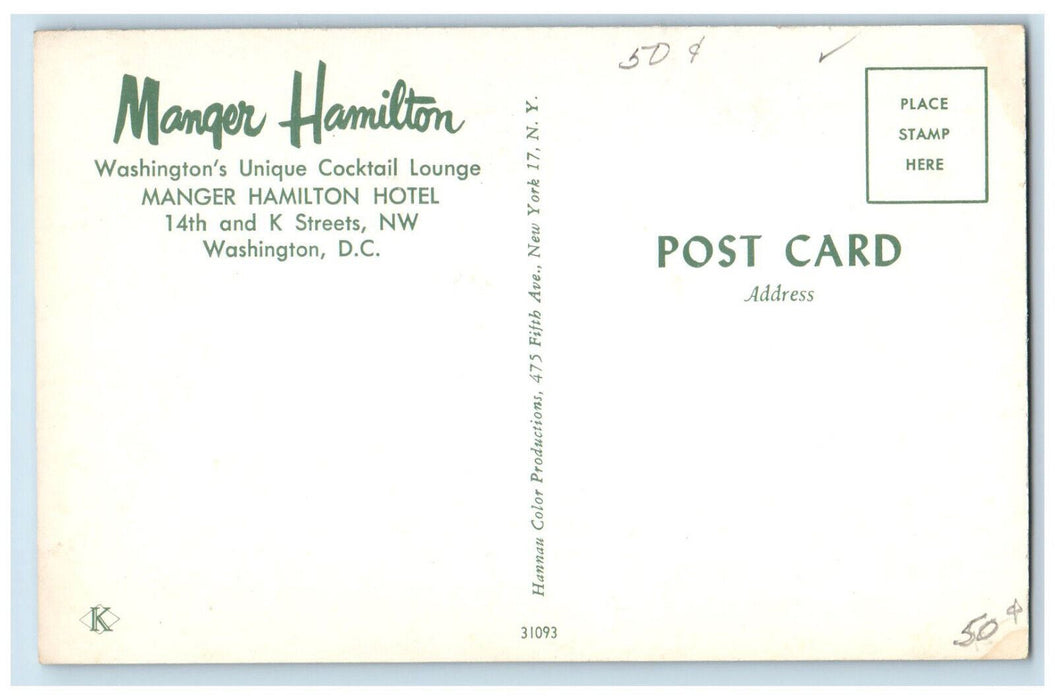 Manger Hamilton
Washington's Unique Cocktail Lounge
MANGER HAMILTON HOTEL
14th and K Streets, NW
Washington, D.C.
K
Hannau Color Productions, 475 Fifth Ave., New York 17, N. Y.
31093
50 ¢
✓
PLACE
STAMP
HERE
POST CARD
Address
50 ¢